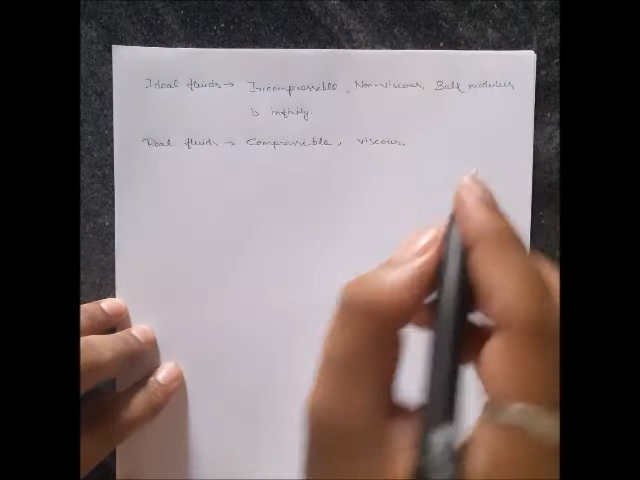 Ideal fluids → Incompressible, Non-viscous, Bulk modulus
is infinity.
Real fluids → Compressible, viscous,